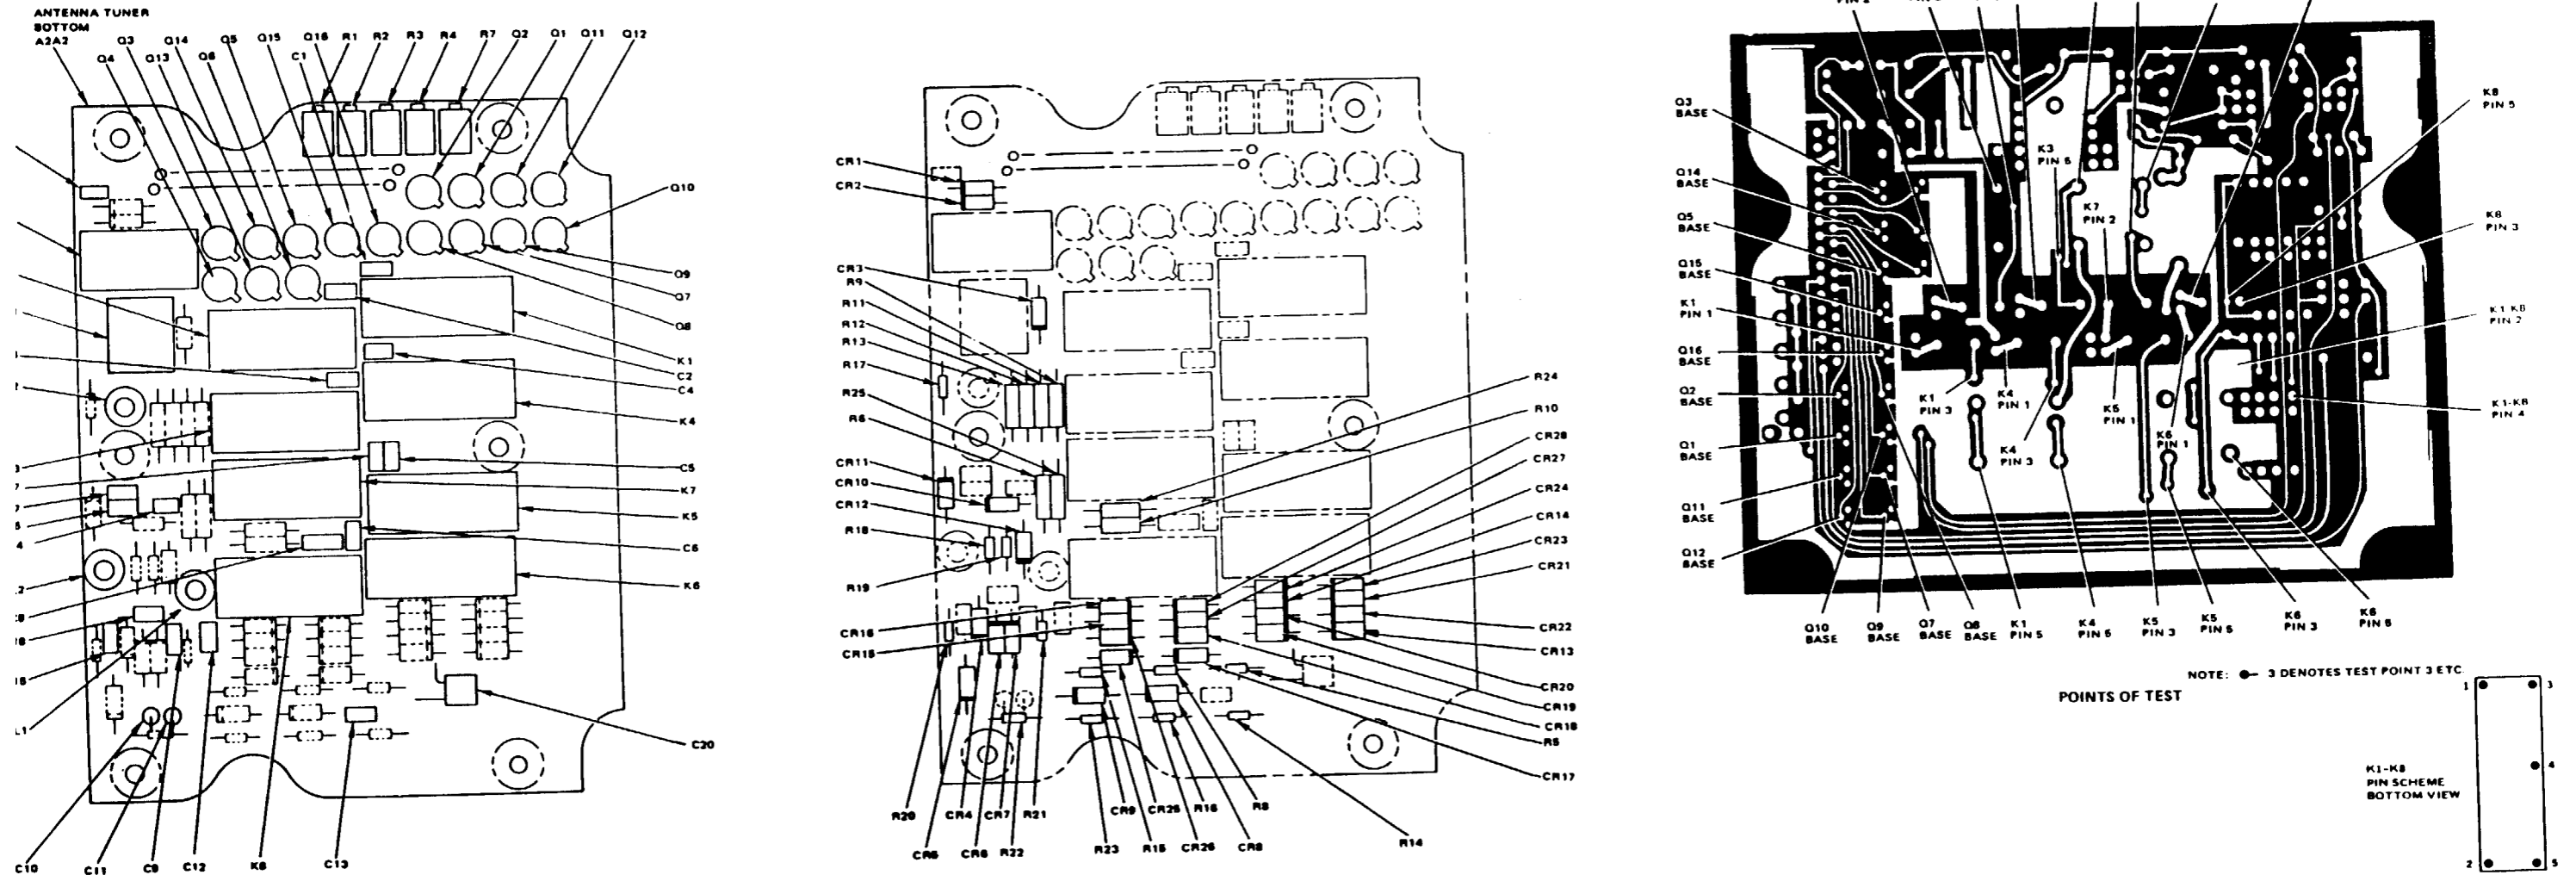 ANTENNA TUNER
BOTTOM
A2A2
Q4
Q3
Q13
Q14
Q6
Q5
Q15
C1
Q16
R1
R2
R3
R4
R7
Q2
Q1
Q11
Q12
Q10
Q9
Q7
Q8
K1
C2
C4
K4
C5
K7
K5
C6
K6
C20
C10
C11
C9
C12
K8
C13
CR1
CR2
CR3
R9
R11
R12
R13
R17
R25
R6
CR11
CR10
CR12
R18
R19
CR16
CR15
R20
CR5
CR4
CR6
CR7
R22
R21
R23
CR9
R15
CR25
CR26
R16
CR8
R8
R14
R24
R10
CR28
CR27
CR24
CR14
CR23
CR21
CR22
CR13
CR20
CR19
CR18
R5
CR17
Q3
BASE
Q14
BASE
Q5
BASE
Q15
BASE
K1
PIN 1
Q16
BASE
Q2
BASE
Q1
BASE
Q11
BASE
Q12
BASE
K3
PIN 6
K7
PIN 2
K1
PIN 3
K4
PIN 1
K4
PIN 3
K5
PIN 1
K6
PIN 1
K8
PIN 5
K8
PIN 3
K1-K8
PIN 2
K1-K8
PIN 4
Q10
BASE
Q9
BASE
Q7
BASE
Q8
BASE
K1
PIN 5
K4
PIN 5
K5
PIN 3
K5
PIN 5
K6
PIN 3
K6
PIN 5
NOTE: 3 DENOTES TEST POINT 3 ETC.
POINTS OF TEST
1
3
4
K1-K8
PIN SCHEME
BOTTOM VIEW
2
5